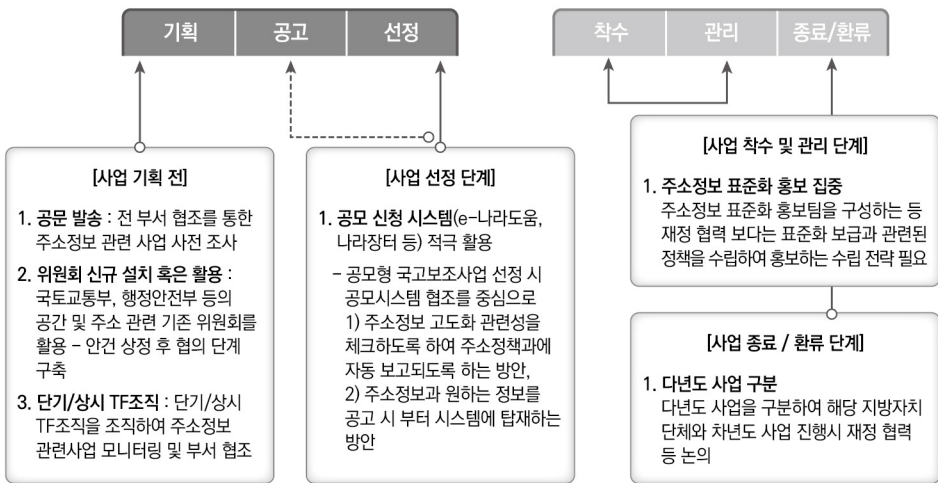 기획 공고 선정
착수 관리 종료/환류
[사업 기획 전]
1. 공문 발송 : 전 부서 협조를 통한
주소정보 관련 사업 사전 조사
2. 위원회 신규 설치 혹은 활용 :
국토교통부, 행정안전부 등의
공간 및 주소 관련 기존 위원회를
활용 – 안건 상정 후 협의 단계
구축
3. 단기/상시 TF조직 : 단기/상시
TF조직을 조직하여 주소정보
관련사업 모니터링 및 부서 협조
[사업 선정 단계]
1. 공모 신청 시스템(e-나라도움,
나라장터 등) 적극 활용
– 공모형 국고보조사업 선정 시
공모시스템 협조를 중심으로
1) 주소정보 고도화 관련성을
체크하도록 하여 주소정책과에
자동 보고되도록 하는 방안,
2) 주소정보과 원하는 정보를
공고 시 부터 시스템에 탑재하는
방안
[사업 착수 및 관리 단계]
1. 주소정보 표준화 홍보 집중
주소정보 표준화 홍보팀을 구성하는 등
재정 협력 보다는 표준화 보급과 관련된
정책을 수립하여 홍보하는 수립 전략 필요
[사업 종료 / 환류 단계]
1. 다년도 사업 구분
다년도 사업을 구분하여 해당 지방자치
단체와 차년도 사업 진행시 재정 협력
등 논의